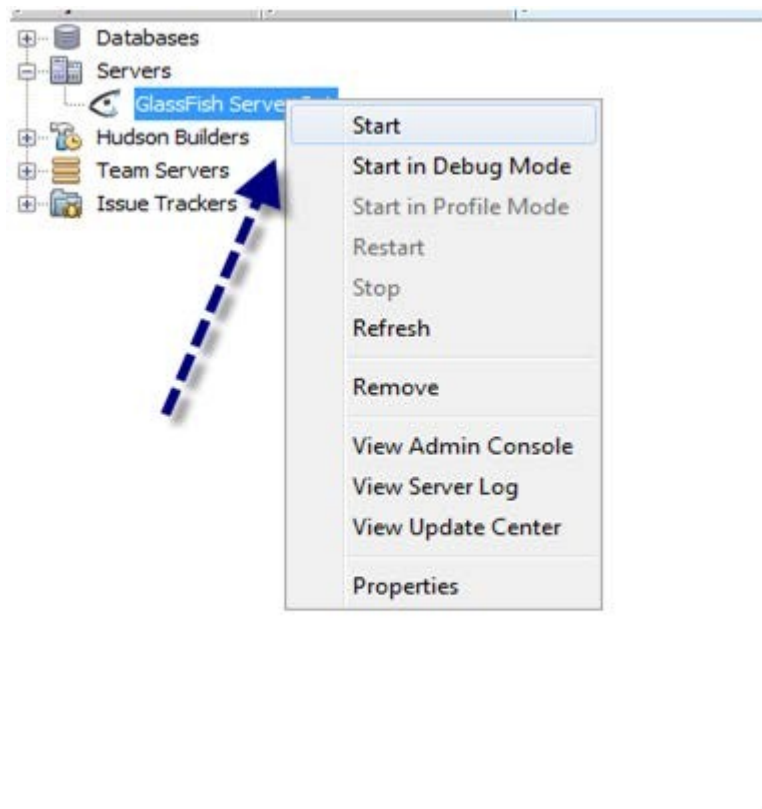 Databases
Servers
GlassFish Server
Hudson Builders
Team Servers
Issue Trackers
Start
Start in Debug Mode
Start in Profile Mode
Restart
Stop
Refresh
Remove
View Admin Console
View Server Log
View Update Center
Properties